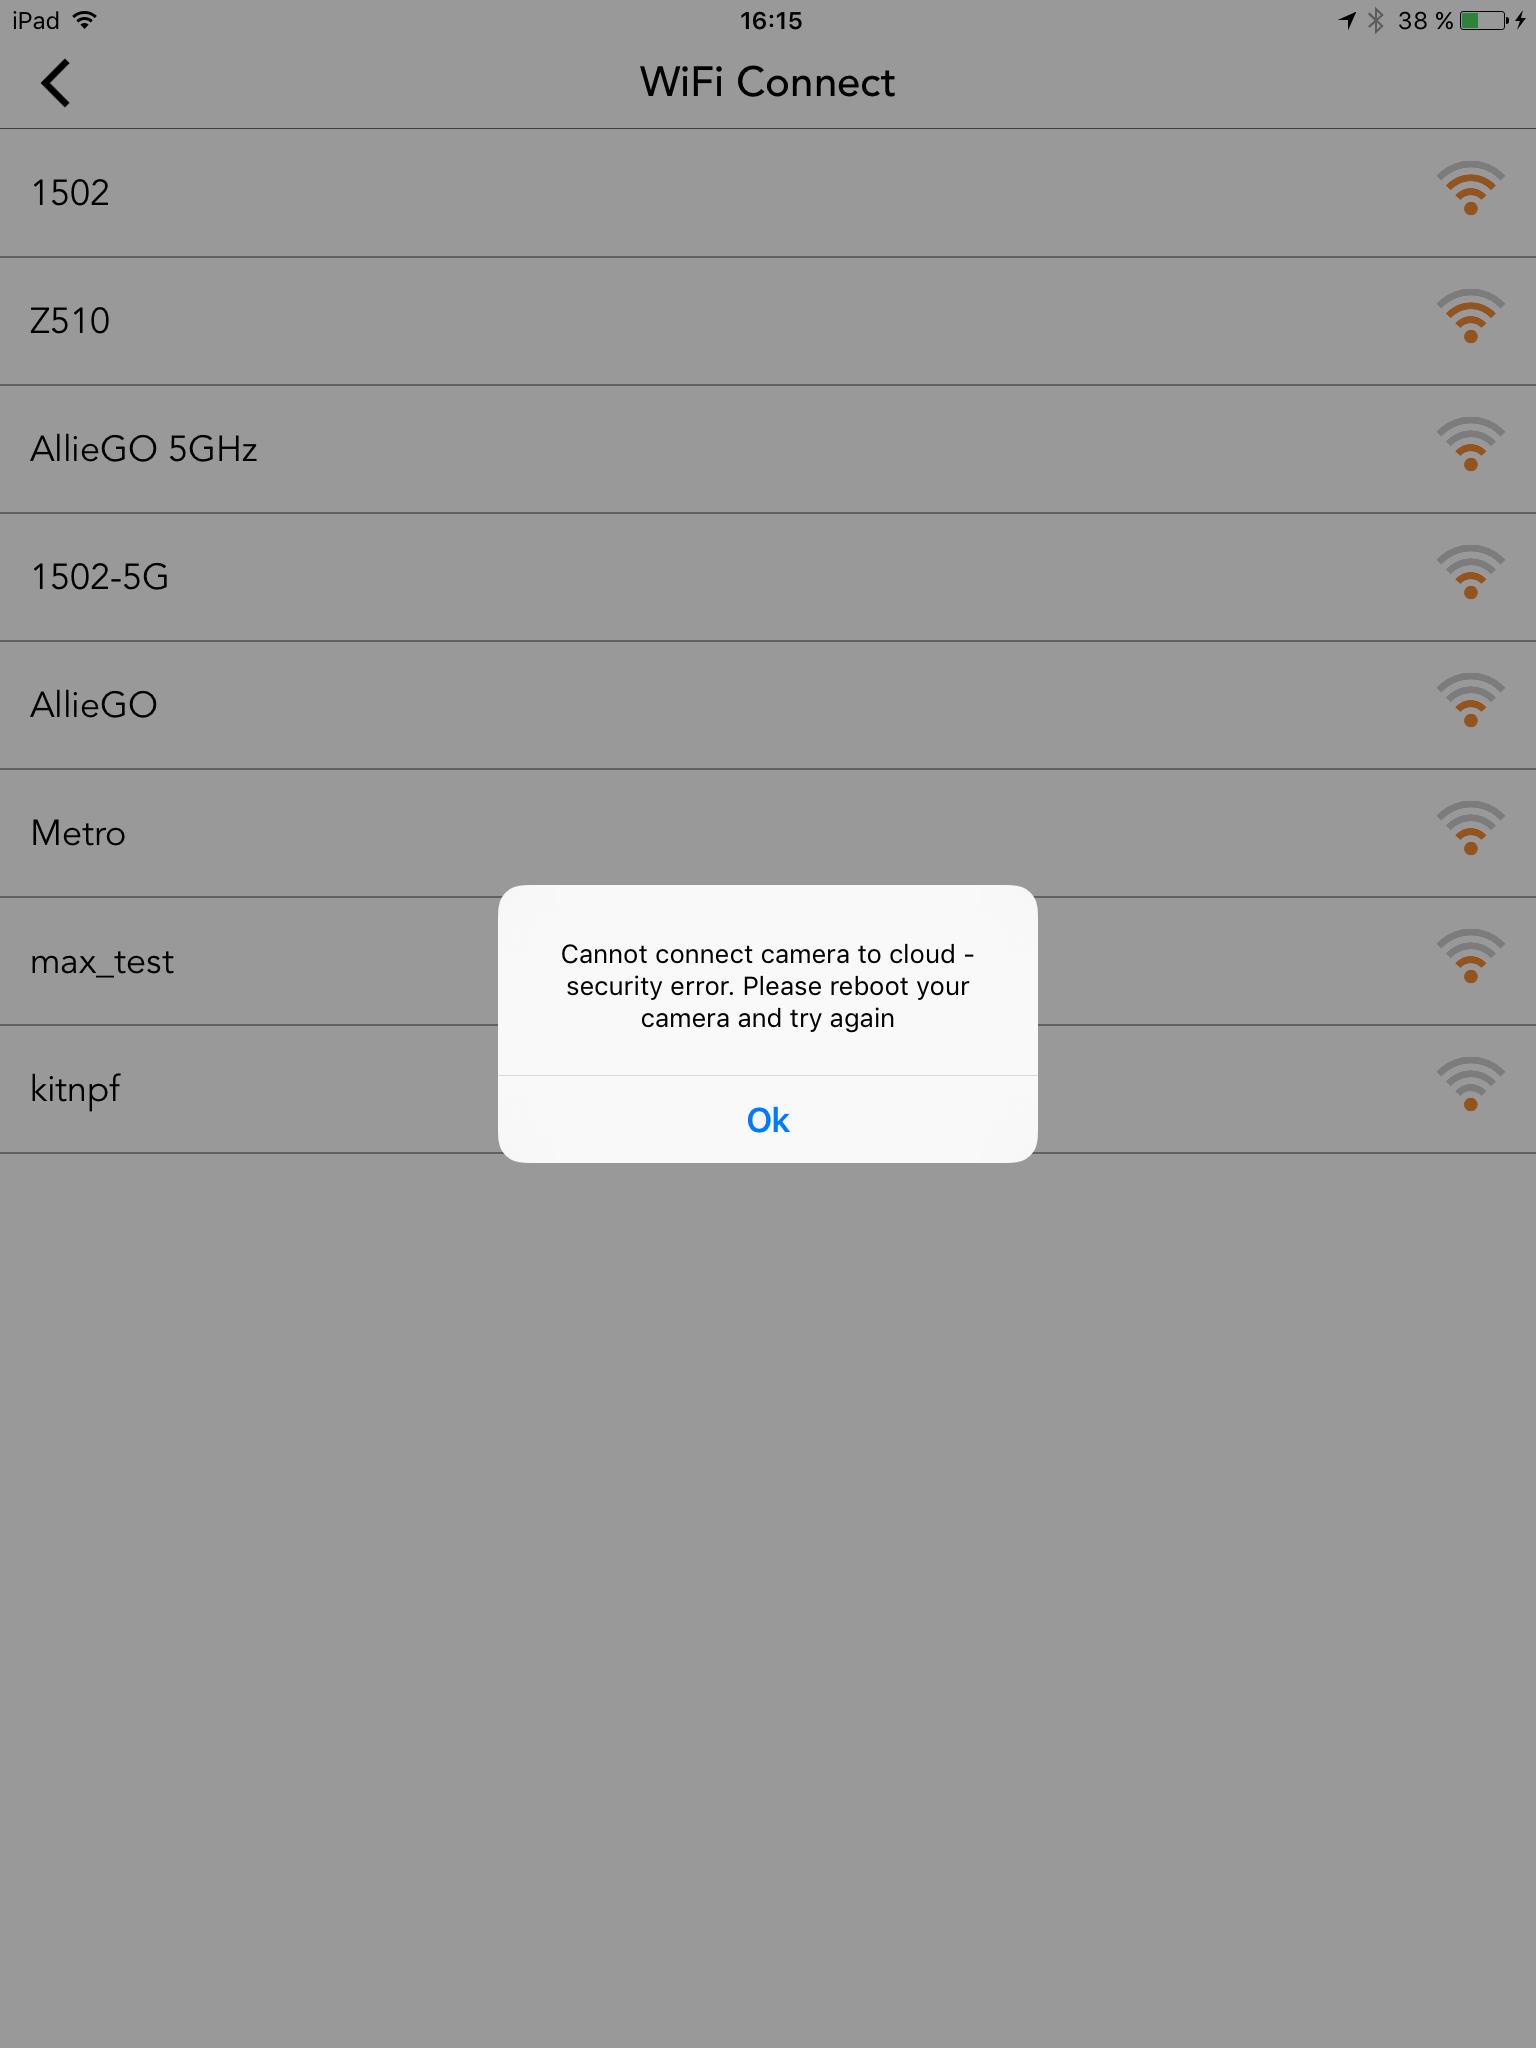 iPad 16:15 38 %
WiFi Connect
1502
Z510
AllieGO 5GHz
1502-5G
AllieGO
Metro
max_test
kitnpf
Cannot connect camera to cloud -
security error. Please reboot your
camera and try again
Ok